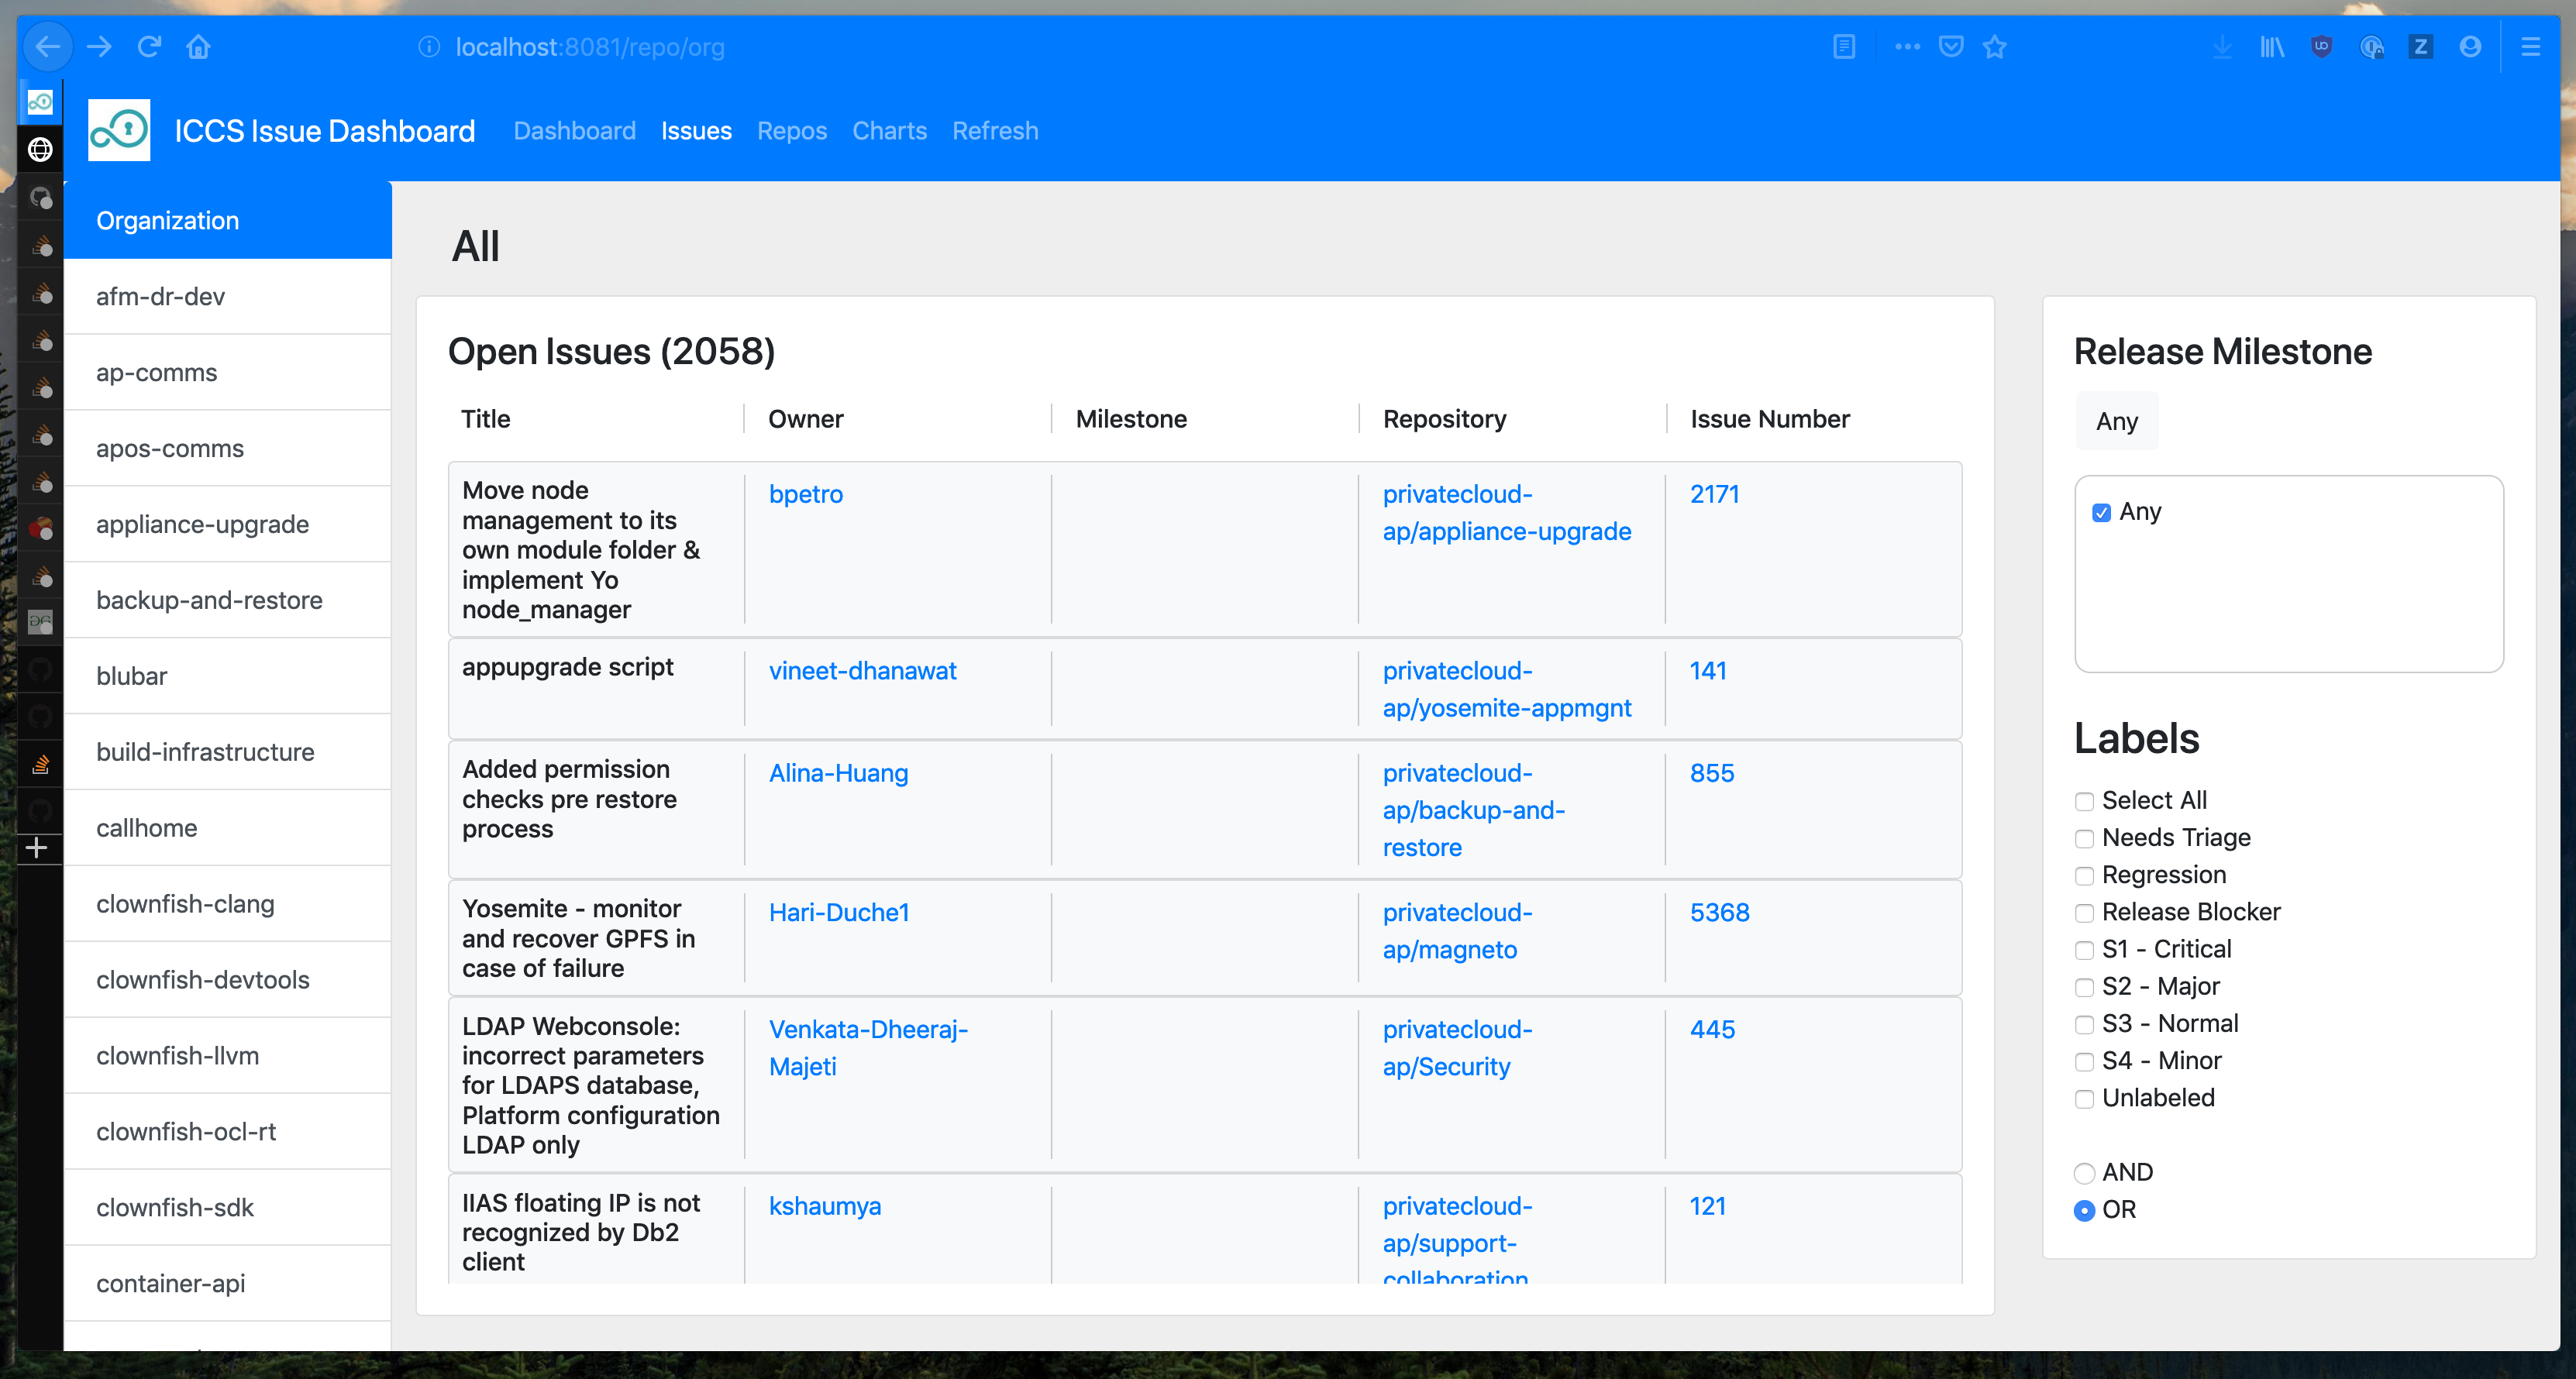 localhost:8081/repo/org
ICCS Issue Dashboard
Dashboard
Issues
Repos
Charts
Refresh
Organization
afm-dr-dev
ap-comms
apos-comms
appliance-upgrade
backup-and-restore
blubar
build-infrastructure
callhome
clownfish-clang
clownfish-devtools
clownfish-llvm
clownfish-ocl-rt
clownfish-sdk
container-api
All
Open Issues (2058)
Title
Owner
Milestone
Repository
Issue Number
Move node
management to its
own module folder &
implement Yo
node_manager
bpetro
privatecloud-
ap/appliance-upgrade
2171
appupgrade script
vineet-dhanawat
privatecloud-
ap/yosemite-appmgnt
141
Added permission
checks pre restore
process
Alina-Huang
privatecloud-
ap/backup-and-
restore
855
Yosemite - monitor
and recover GPFS in
case of failure
Hari-Duche1
privatecloud-
ap/magneto
5368
LDAP Webconsole:
incorrect parameters
for LDAPS database,
Platform configuration
LDAP only
Venkata-Dheeraj-
Majeti
privatecloud-
ap/Security
445
IIAS floating IP is not
recognized by Db2
client
kshaumya
privatecloud-
ap/support-
collaboration
121
Release Milestone
Any
Any
Labels
Select All
Needs Triage
Regression
Release Blocker
S1 - Critical
S2 - Major
S3 - Normal
S4 - Minor
Unlabeled
AND
OR